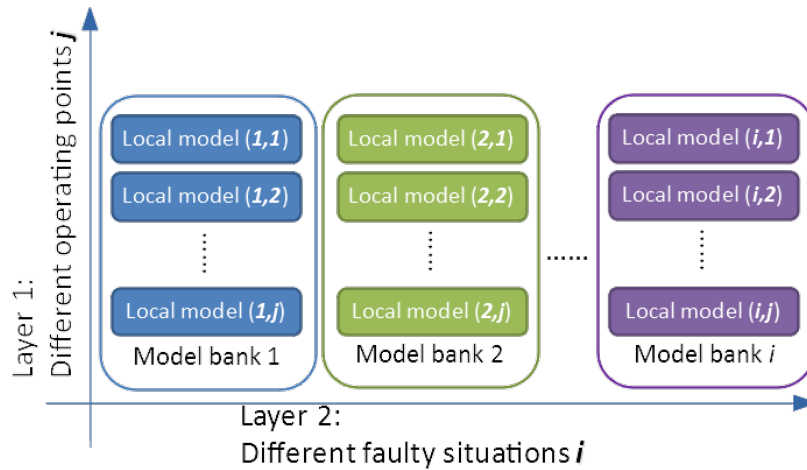 Layer 1:
Different operating points j
Local model (1,1)
Local model (1,2)
Local model (1,j)
Model bank 1
Local model (2,1)
Local model (2,2)
Local model (2,j)
Model bank 2
Local model (i,1)
Local model (i,2)
Local model (i,j)
Model bank i
Layer 2:
Different faulty situations i